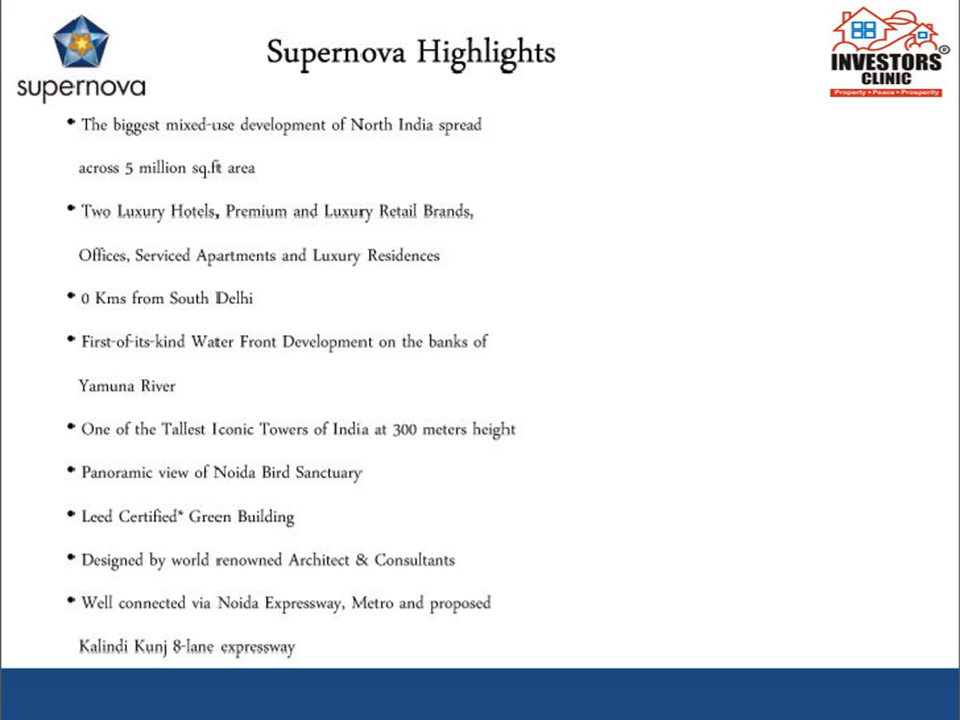 supernova
Supernova Highlights
INVESTORS®
CLINIC
Property • Peace • Prosperity
• The biggest mixed-use development of North India spread
across 5 million sq.ft area
• Two Luxury Hotels, Premium and Luxury Retail Brands,
Offices, Serviced Apartments and Luxury Residences
• 0 Kms from South Delhi
• First-of-its-kind Water Front Development on the banks of
Yamuna River
• One of the Tallest Iconic Towers of India at 300 meters height
• Panoramic view of Noida Bird Sanctuary
• Leed Certified* Green Building
• Designed by world renowned Architect & Consultants
• Well connected via Noida Expressway, Metro and proposed
Kalindi Kunj 8-lane expressway